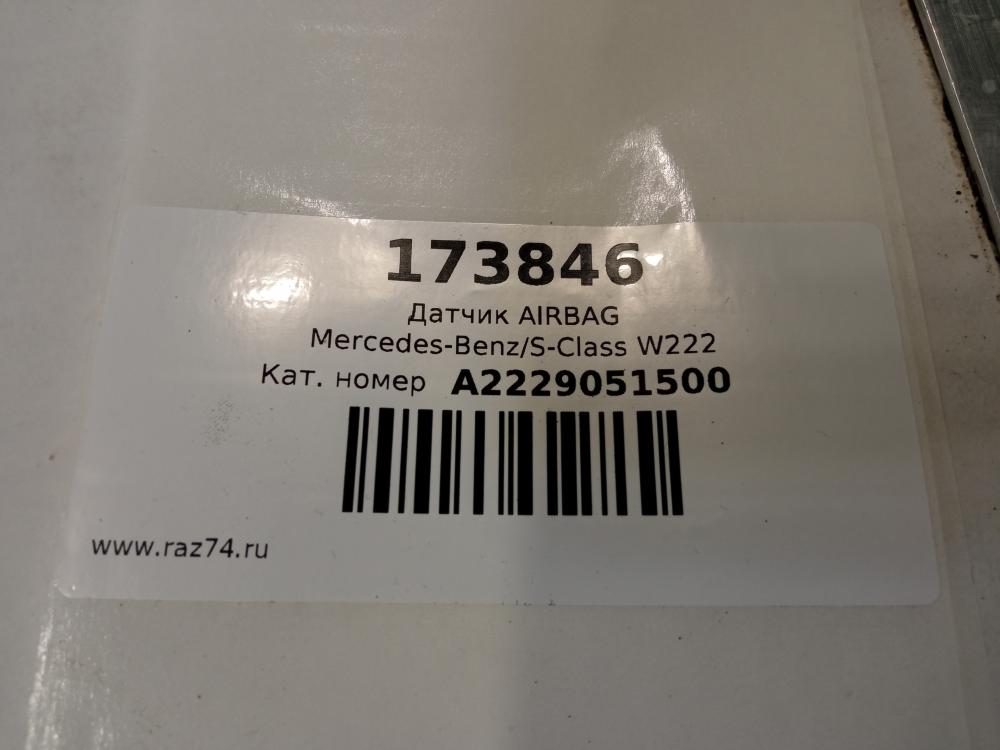 173846
Датчик AIRBAG
Mercedes-Benz/S-Class W222
Кат. номер A2229051500
www.raz74.ru